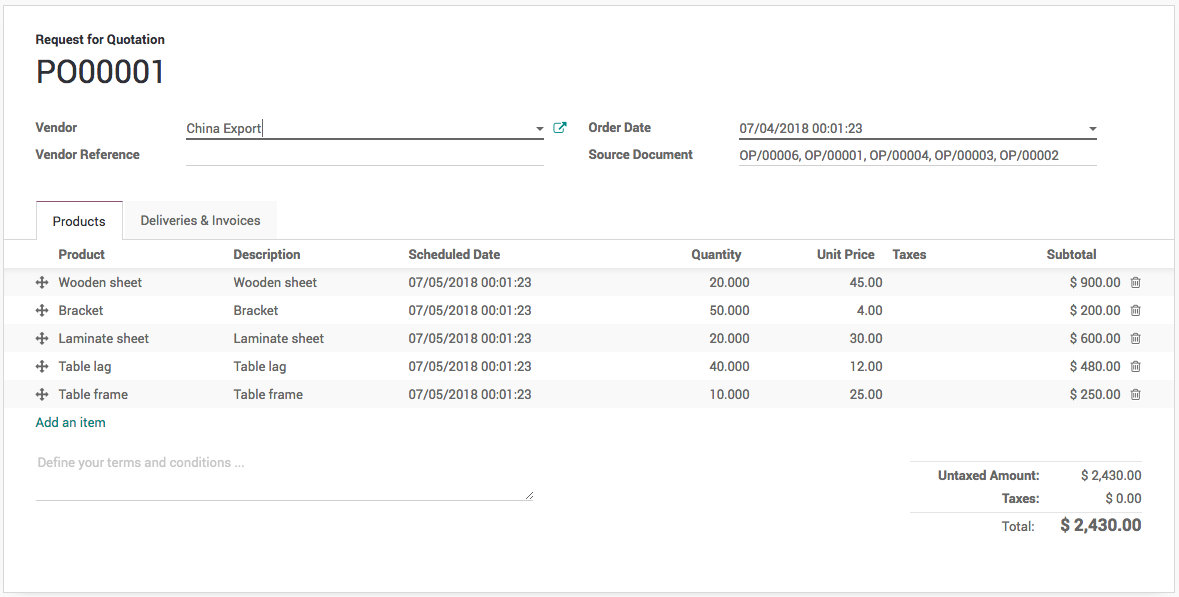 Request for Quotation
PO00001
Vendor China Export Order Date 07/04/2018 00:01:23
Vendor Reference Source Document OP/00006, OP/00001, OP/00004, OP/00003, OP/00002
Products Deliveries & Invoices
Product Description Scheduled Date Quantity Unit Price Taxes Subtotal
Wooden sheet Wooden sheet 07/05/2018 00:01:23 20.000 45.00 $ 900.00
Bracket Bracket 07/05/2018 00:01:23 50.000 4.00 $ 200.00
Laminate sheet Laminate sheet 07/05/2018 00:01:23 20.000 30.00 $ 600.00
Table lag Table lag 07/05/2018 00:01:23 40.000 12.00 $ 480.00
Table frame Table frame 07/05/2018 00:01:23 10.000 25.00 $ 250.00
Add an item
Define your terms and conditions ...
Untaxed Amount: $ 2,430.00
Taxes: $ 0.00
Total: $ 2,430.00